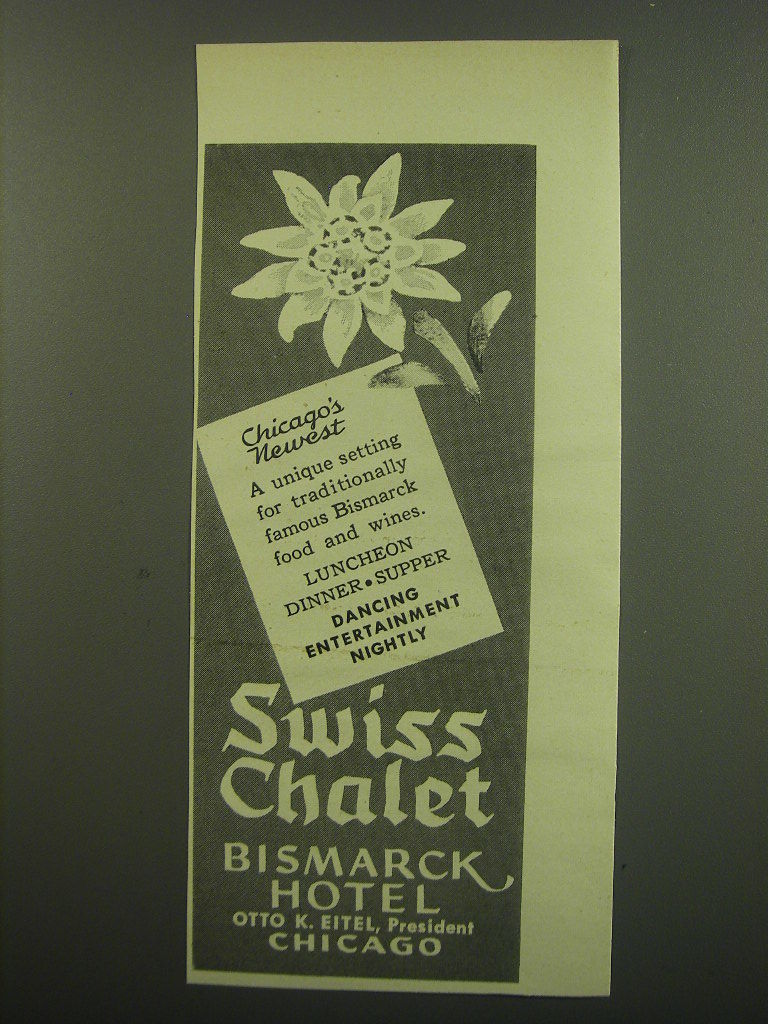 Chicago's
Newest
A unique setting
for traditionally
famous Bismarck
food and wines.
LUNCHEON
DINNER • SUPPER
DANCING
ENTERTAINMENT
NIGHTLY
Swiss
Chalet
BISMARCK
HOTEL
OTTO K. EITEL, President
CHICAGO